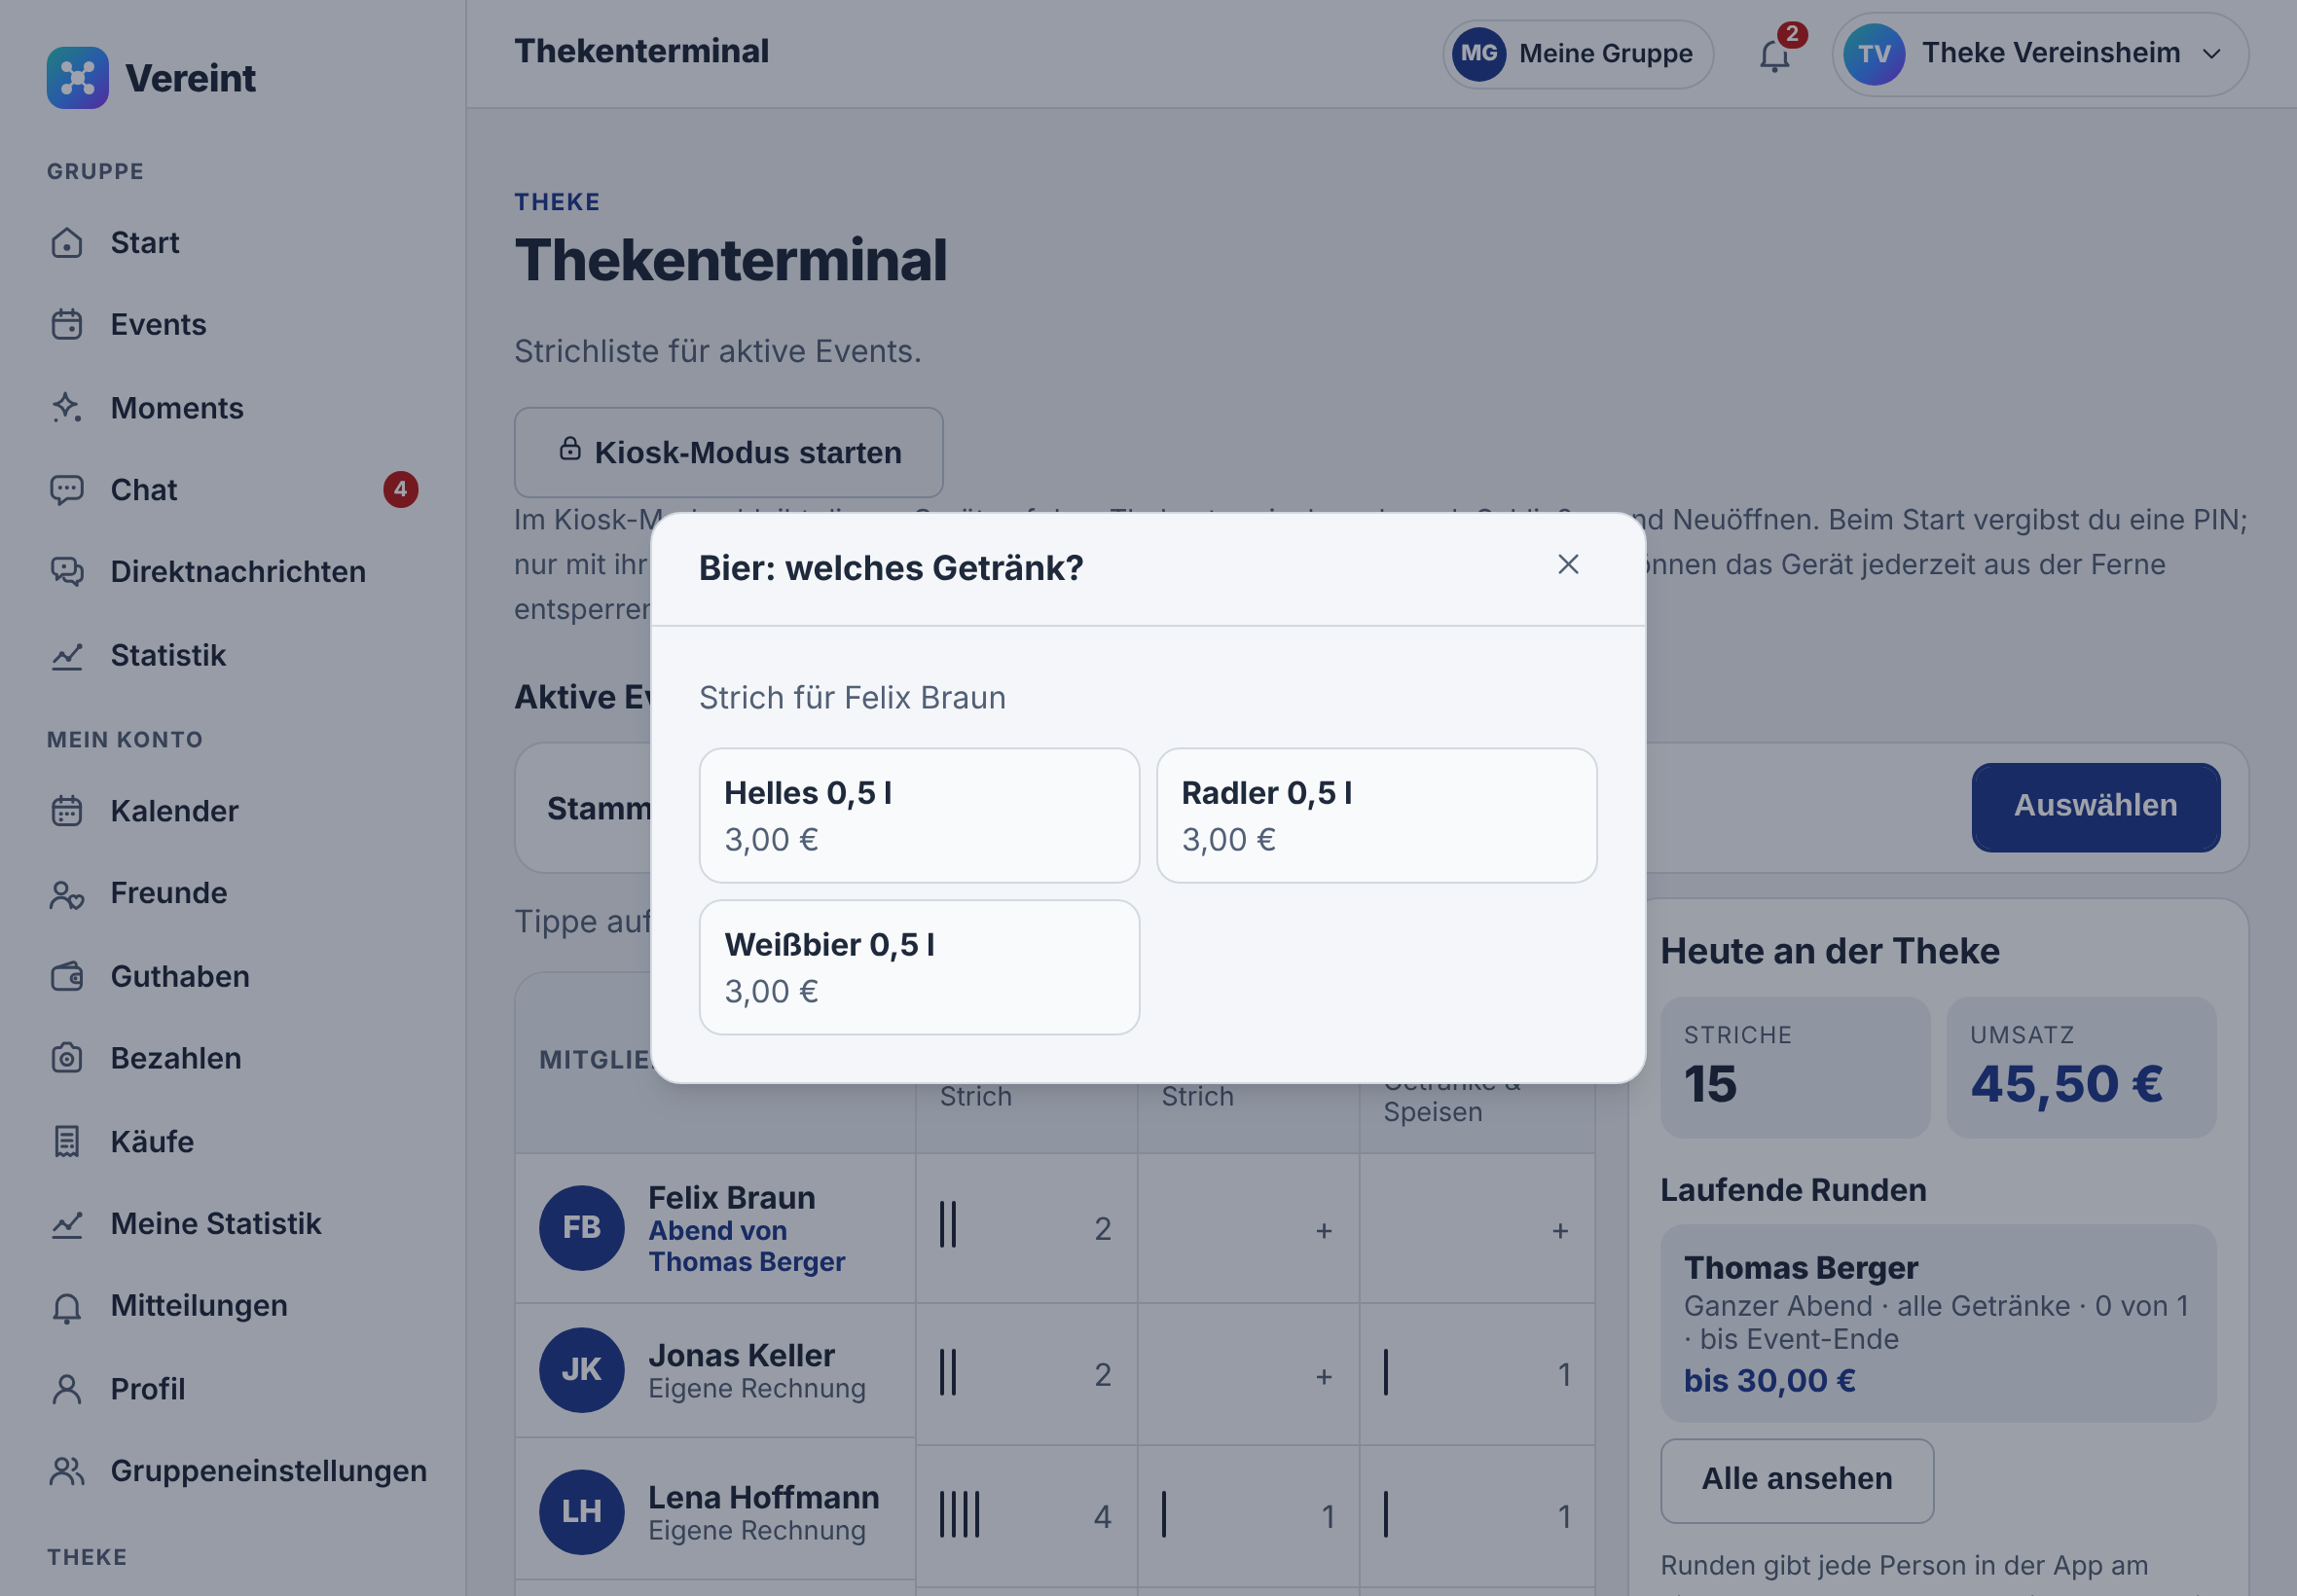 Vereint
GRUPPE
Start
Events
Moments
Chat
4
Direktnachrichten
Statistik
MEIN KONTO
Kalender
Freunde
Guthaben
Bezahlen
Käufe
Meine Statistik
Mitteilungen
Profil
Gruppeneinstellungen
THEKE
Thekenterminal
MG
Meine Gruppe
2
TV
Theke Vereinsheim
THEKE
Thekenterminal
Strichliste für aktive Events.
Kiosk-Modus starten
Im Kiosk-M nd Neuöffnen. Beim Start vergibst du eine PIN;
nur mit ihr önnen das Gerät jederzeit aus der Ferne
entsperren
Bier: welches Getränk?
Strich für Felix Braun
Helles 0,5 l
3,00 €
Radler 0,5 l
3,00 €
Weißbier 0,5 l
3,00 €
Aktive Ev
Stamm
Auswählen
Tippe auf
MITGLIE
Strich
Strich
Getränke &
Speisen
FB
Felix Braun
Abend von
Thomas Berger
2
+
+
JK
Jonas Keller
Eigene Rechnung
2
+
1
LH
Lena Hoffmann
Eigene Rechnung
4
1
1
Heute an der Theke
STRICHE
15
UMSATZ
45,50 €
Laufende Runden
Thomas Berger
Ganzer Abend · alle Getränke · 0 von 1
· bis Event-Ende
bis 30,00 €
Alle ansehen
Runden gibt jede Person in der App am